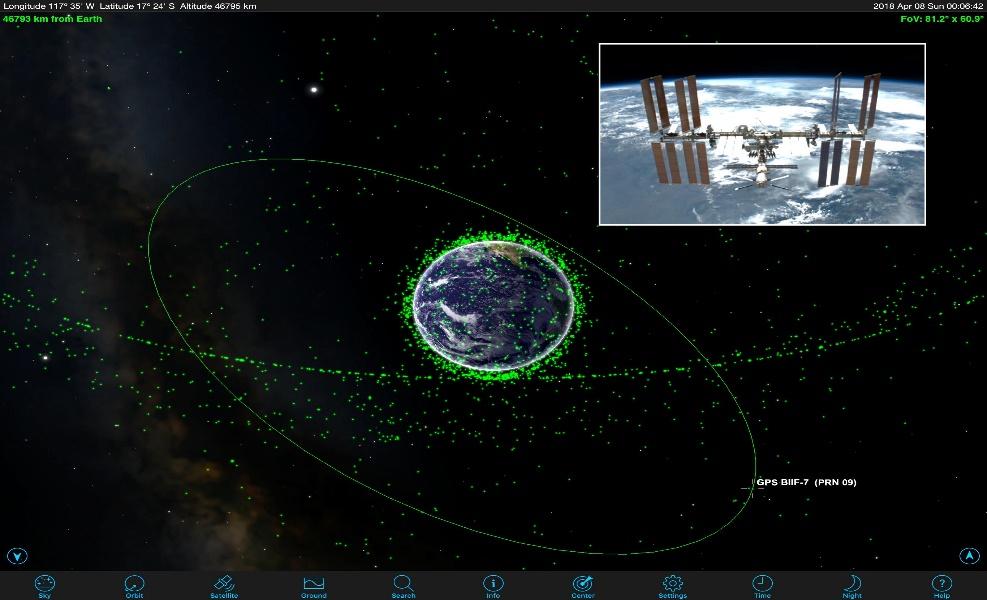 Longitude 117° 35' W Latitude 17° 24' S Altitude 46795 km
2018 Apr 08 Sun 00:06:42
46793 km from Earth
FoV: 81.2° x 60.9°
GPS BIIF-7 (PRN 09)
Sky
Orbit
Satellite
Ground
Search
Info
Center
Settings
Time
Night
Help